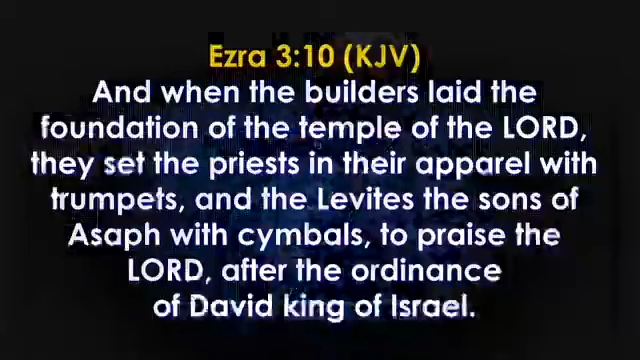 Ezra 3:10 (KJV)
And when the builders laid the
foundation of the temple of the LORD,
they set the priests in their apparel with
trumpets, and the Levites the sons of
Asaph with cymbals, to praise the
LORD, after the ordinance
of David king of Israel.